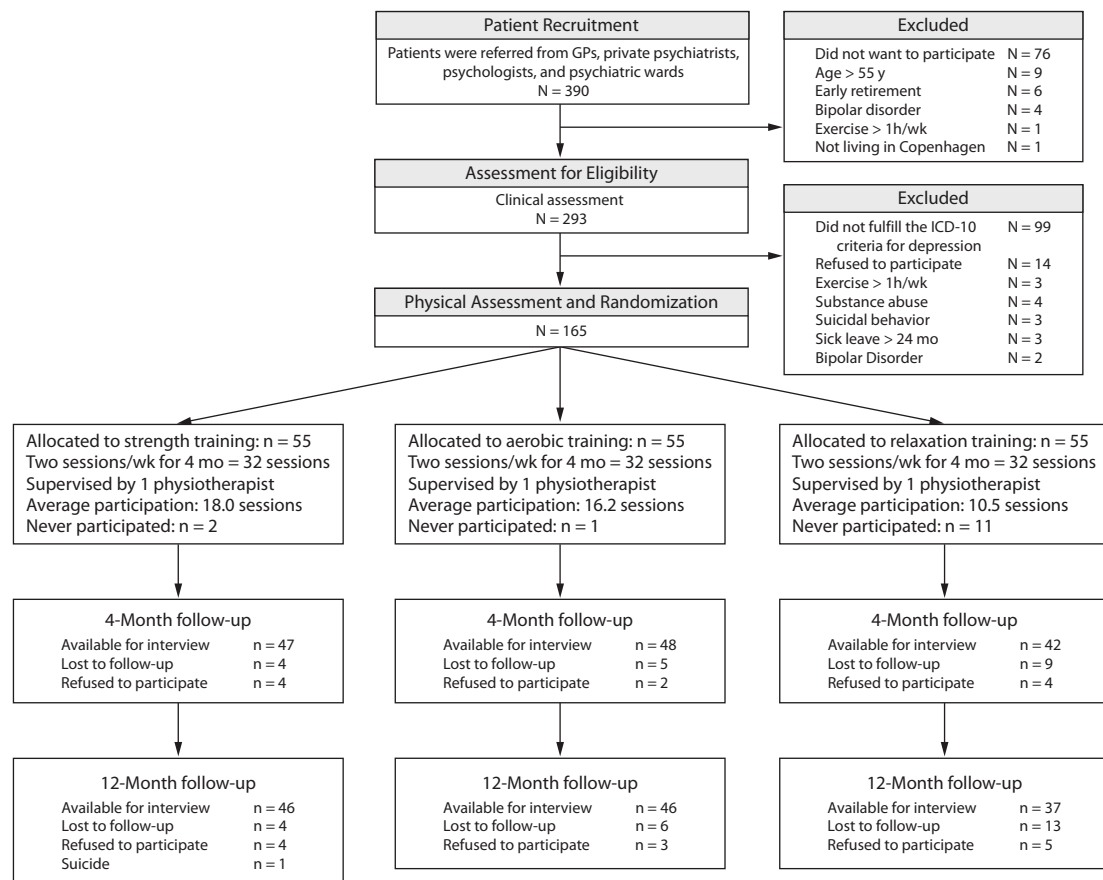 Patient Recruitment
Patients were referred from GPs, private psychiatrists,
psychologists, and psychiatric wards
N = 390
Excluded
Did not want to participate N = 76
Age > 55 y N = 9
Early retirement N = 6
Bipolar disorder N = 4
Exercise > 1h/wk N = 1
Not living in Copenhagen N = 1
Assessment for Eligibility
Clinical assessment
N = 293
Excluded
Did not fulfill the ICD-10 N = 99
criteria for depression
Refused to participate N = 14
Exercise > 1h/wk N = 3
Substance abuse N = 4
Suicidal behavior N = 3
Sick leave > 24 mo N = 3
Bipolar Disorder N = 2
Physical Assessment and Randomization
N = 165
Allocated to strength training: n = 55
Two sessions/wk for 4 mo = 32 sessions
Supervised by 1 physiotherapist
Average participation: 18.0 sessions
Never participated: n = 2
Allocated to aerobic training: n = 55
Two sessions/wk for 4 mo = 32 sessions
Supervised by 1 physiotherapist
Average participation: 16.2 sessions
Never participated: n = 1
Allocated to relaxation training: n = 55
Two sessions/wk for 4 mo = 32 sessions
Supervised by 1 physiotherapist
Average participation: 10.5 sessions
Never participated: n = 11
4-Month follow-up
Available for interview n = 47
Lost to follow-up n = 4
Refused to participate n = 4
4-Month follow-up
Available for interview n = 48
Lost to follow-up n = 5
Refused to participate n = 2
4-Month follow-up
Available for interview n = 42
Lost to follow-up n = 9
Refused to participate n = 4
12-Month follow-up
Available for interview n = 46
Lost to follow-up n = 4
Refused to participate n = 4
Suicide n = 1
12-Month follow-up
Available for interview n = 46
Lost to follow-up n = 6
Refused to participate n = 3
12-Month follow-up
Available for interview n = 37
Lost to follow-up n = 13
Refused to participate n = 5